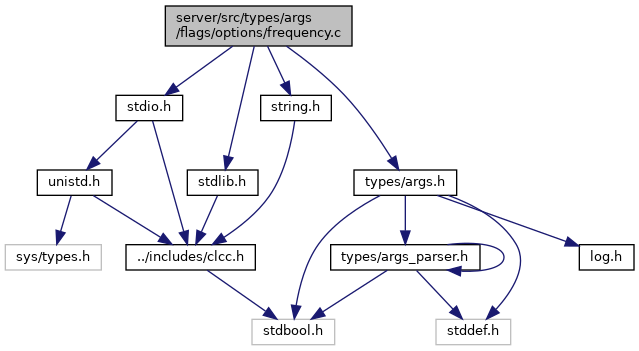 server/src/types/args
/flags/options/frequency.c
stdio.h
string.h
unistd.h
stdlib.h
types/args.h
sys/types.h
../includes/clcc.h
types/args_parser.h
log.h
stdbool.h
stddef.h